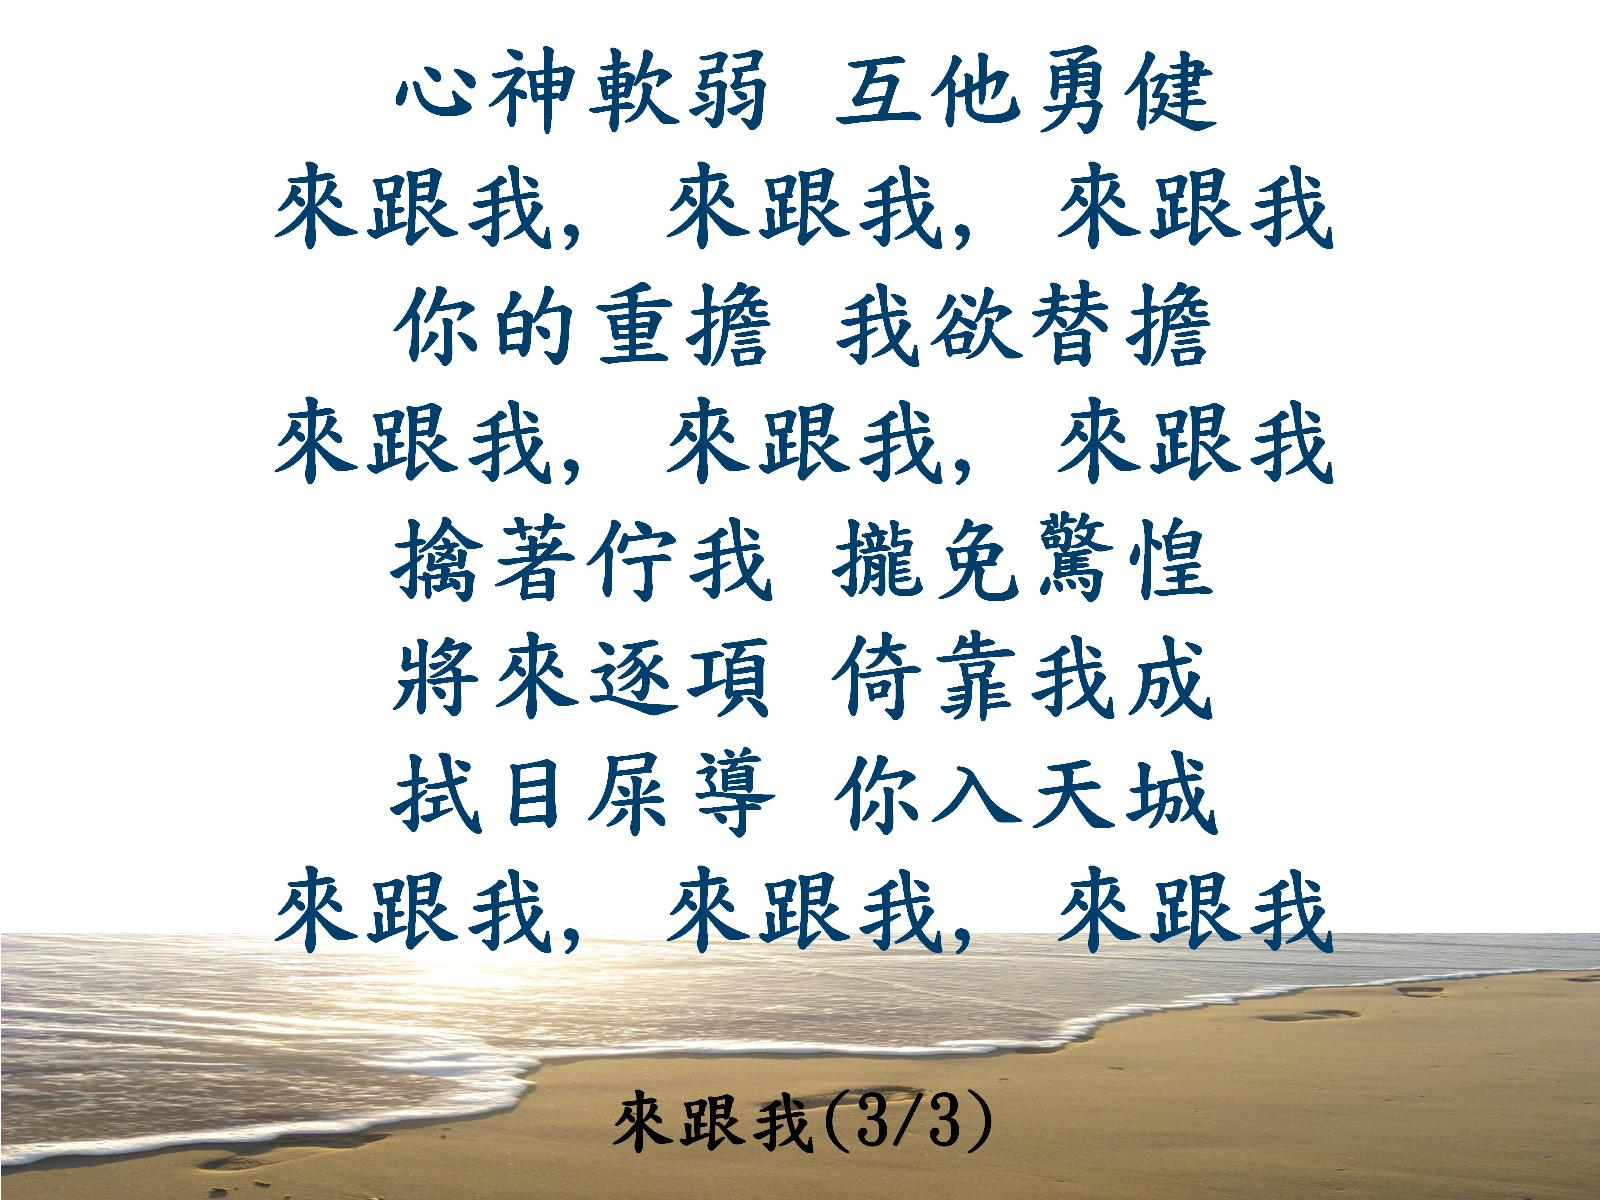 心神軟弱 互他勇健
來跟我, 來跟我, 來跟我
你的重擔 我欲替擔
來跟我, 來跟我, 來跟我
擒著佇我 攏免驚惶
將來逐項 倚靠我成
拭目屎導 你入天城
來跟我, 來跟我, 來跟我
來跟我(3/3)